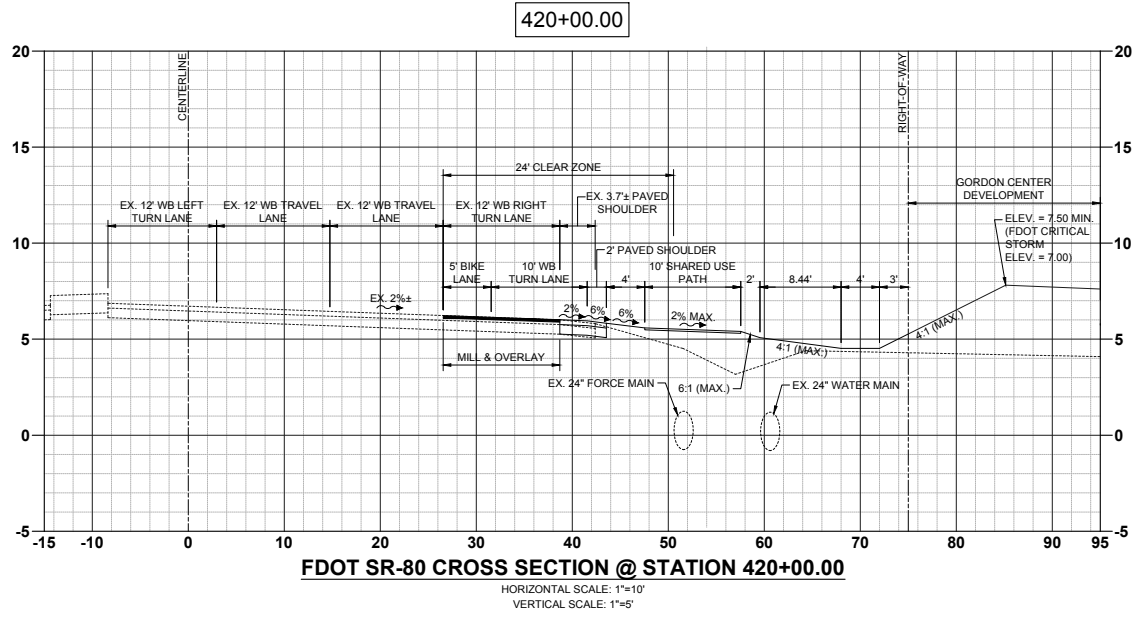 420+00.00
20
20
15
15
10
10
5
5
0
0
-5
-5
CENTERLINE
RIGHT-OF-WAY
24' CLEAR ZONE
EX. 12' WB LEFT
TURN LANE
EX. 12' WB TRAVEL
LANE
EX. 12' WB TRAVEL
LANE
EX. 12' WB RIGHT
TURN LANE
EX. 3.7'± PAVED
SHOULDER
GORDON CENTER
DEVELOPMENT
ELEV. = 7.50 MIN.
(FDOT CRITICAL
STORM
ELEV. = 7.00)
2' PAVED SHOULDER
5' BIKE
LANE
10' WB
TURN LANE
4'
10' SHARED USE
PATH
2'
8.44'
4'
3'
EX. 2%±
2%
6%
6%
2% MAX.
4:1 (MAX.)
4:1 (MAX.)
MILL & OVERLAY
EX. 24" FORCE MAIN
6:1 (MAX.)
EX. 24" WATER MAIN
-15
-10
0
10
20
30
40
50
60
70
80
90
95
FDOT SR-80 CROSS SECTION @ STATION 420+00.00
HORIZONTAL SCALE: 1"=10'
VERTICAL SCALE: 1"=5'